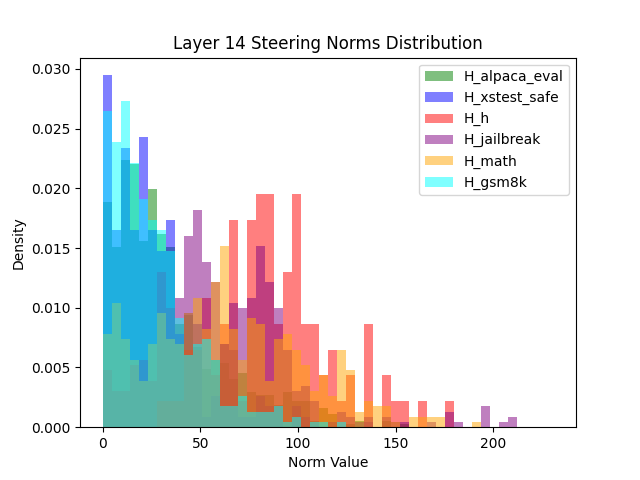 Layer 14 Steering Norms Distribution
0.030
0.025
0.020
0.015
0.010
0.005
0.000
Density
0
50
100
150
200
Norm Value
H_alpaca_eval
H_xstest_safe
H_h
H_jailbreak
H_math
H_gsm8k